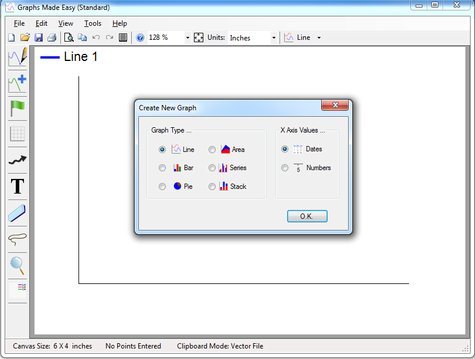 Graphs Made Easy (Standard)
File Edit View Tools Help
128 % Units: Inches Line
Line 1
Create New Graph
Graph Type ... X Axis Values ...
Line Area Dates
Bar Series 5 Numbers
Pie Stack
O.K.
T
Canvas Size: 6 X 4 inches No Points Entered Clipboard Mode: Vector File